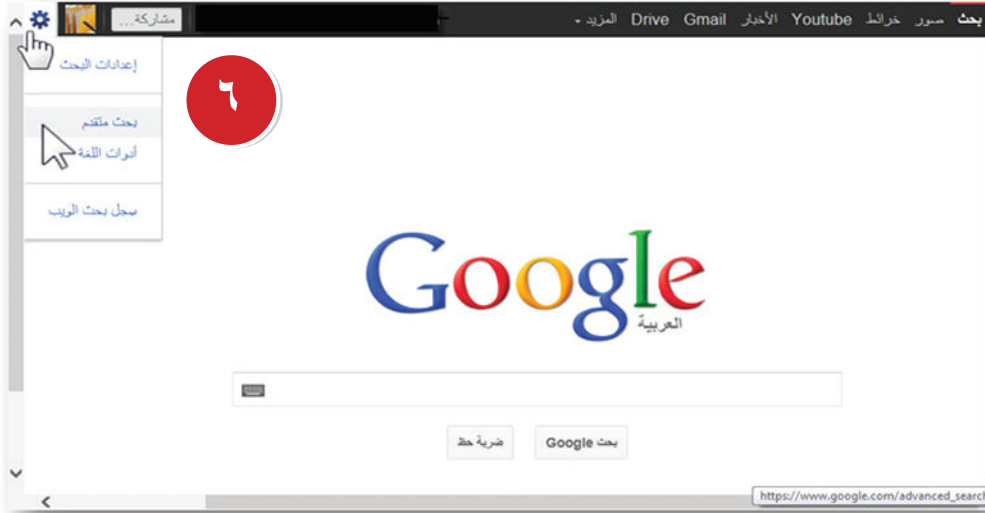 بحث صور خرائط Youtube الأخبار Gmail Drive المزيد
مشاركة...
إعدادات البحث
بحث متقدم
أدوات اللغة
سجل بحث الويب
٦
Google
العربية
بحث Google
ضربة حظ
https://www.google.com/advanced_search